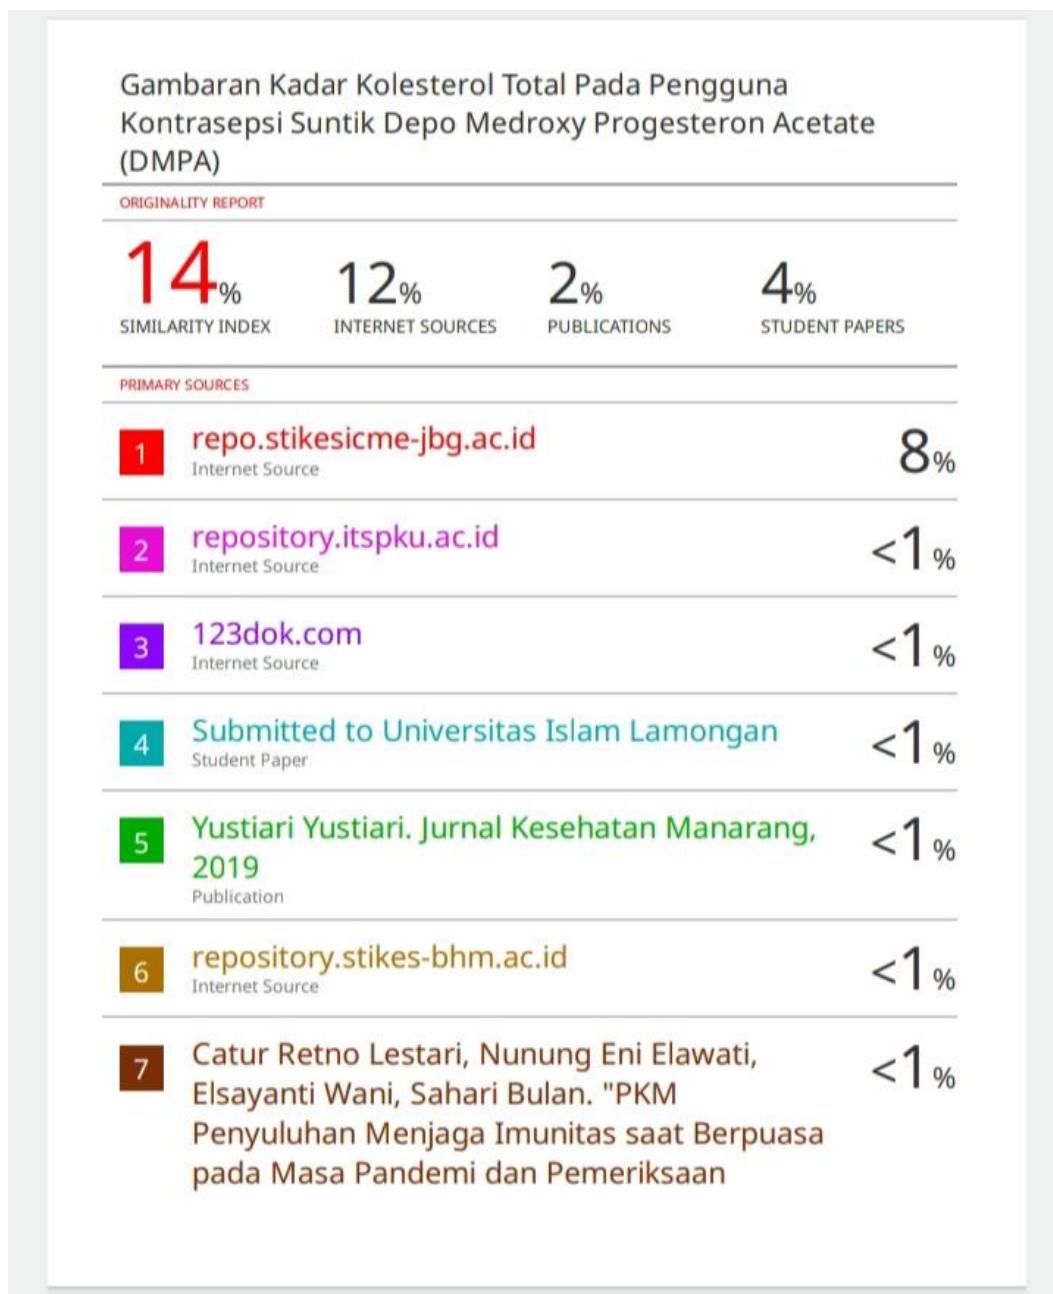 Gambaran Kadar Kolesterol Total Pada Pengguna
Kontrasepsi Suntik Depo Medroxy Progesteron Acetate
(DMPA)
ORIGINALITY REPORT
14% 12% 2% 4%
SIMILARITY INDEX INTERNET SOURCES PUBLICATIONS STUDENT PAPERS
PRIMARY SOURCES
1 repo.stikesicme-jbg.ac.id 8%
Internet Source
2 repository.itspku.ac.id <1%
Internet Source
3 123dok.com <1%
Internet Source
4 Submitted to Universitas Islam Lamongan <1%
Student Paper
5 Yustiari Yustiari. Jurnal Kesehatan Manarang, <1%
2019
Publication
6 repository.stikes-bhm.ac.id <1%
Internet Source
7 Catur Retno Lestari, Nunung Eni Elawati, <1%
Elsayanti Wani, Sahari Bulan. "PKM
Penyuluhan Menjaga Imunitas saat Berpuasa
pada Masa Pandemi dan Pemeriksaan